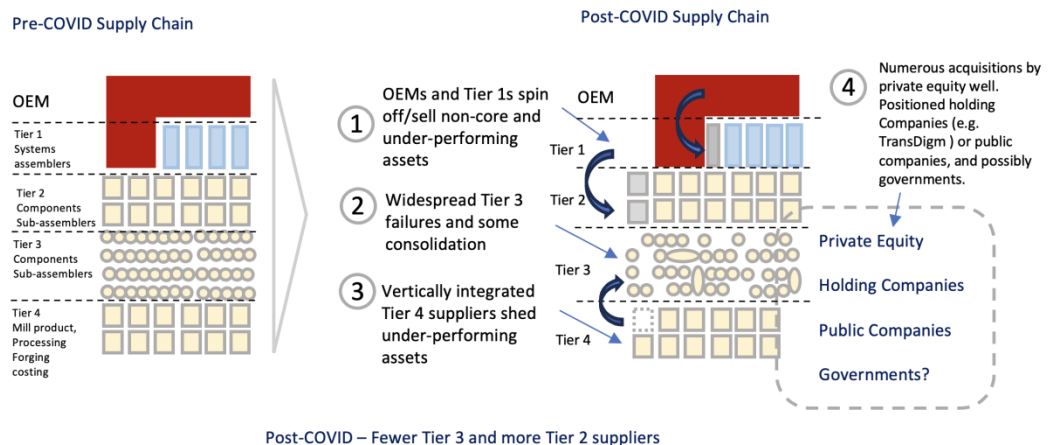 Pre-COVID Supply Chain
OEM
Tier 1
Systems
assemblers
Tier 2
Components
Sub-assemblers
Tier 3
Components
Sub-assemblers
Tier 4
Mill product,
Processing
Forging
costing
1
OEMs and Tier 1s spin
off/sell non-core and
under-performing
assets
2
Widespread Tier 3
failures and some
consolidation
3
Vertically integrated
Tier 4 suppliers shed
under-performing
assets
Post-COVID Supply Chain
OEM
Tier 1
Tier 2
Tier 3
Tier 4
4
Numerous acquisitions by
private equity well.
Positioned holding
Companies (e.g.
TransDigm ) or public
companies, and possibly
governments.
Private Equity
Holding Companies
Public Companies
Governments?
Post-COVID – Fewer Tier 3 and more Tier 2 suppliers